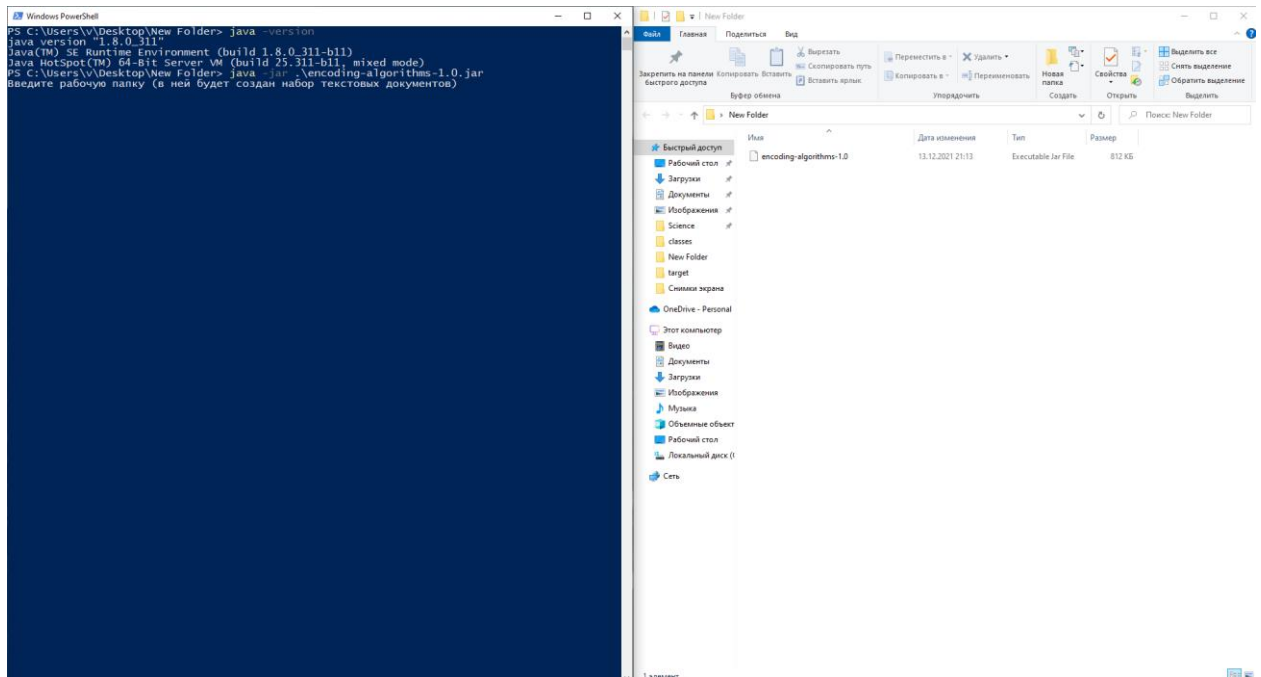 Windows PowerShell
PS C:\Users\v\Desktop\New Folder> java -version
java version "1.8.0_311"
Java(TM) SE Runtime Environment (build 1.8.0_311-b11)
Java HotSpot(TM) 64-Bit Server VM (build 25.311-b11, mixed mode)
PS C:\Users\v\Desktop\New Folder> java -jar .\encoding-algorithms-1.0.jar
Введите рабочую папку (в ней будет создан набор текстовых документов)
New Folder
Файл Главная Поделиться Вид
Закрепить на панели быстрого доступа
Копировать
Вставить
Вырезать
Скопировать путь
Вставить ярлык
Буфер обмена
Переместить в
Копировать в
Удалить
Переименовать
Упорядочить
Новая папка
Создать
Свойства
Открыть
Выделить все
Снять выделение
Обратить выделение
Выделить
New Folder
Поиск: New Folder
Имя Дата изменения Тип Размер
encoding-algorithms-1.0 13.12.2021 21:13 Executable Jar File 812 КБ
Быстрый доступ
Рабочий стол
Загрузки
Документы
Изображения
Science
classes
New Folder
target
Снимки экрана
OneDrive - Personal
Этот компьютер
Видео
Документы
Загрузки
Изображения
Музыка
Объемные объект
Рабочий стол
Локальный диск (
Сеть
1 элемент